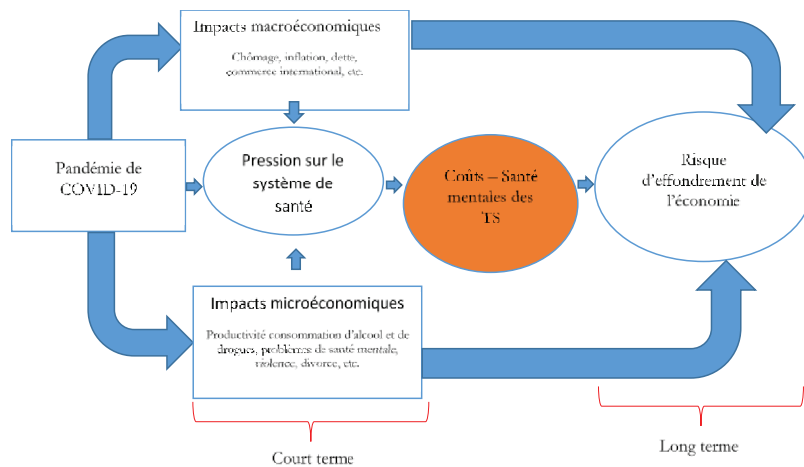 Impacts macroéconomiques
Chômage, inflation, dette,
commerce international, etc.
Pandémie de
COVID-19
Pression sur le
système de
santé
Coûts – Santé
mentales des
TS
Risque
d'effondrement de
l'économie
Impacts microéconomiques
Productivité consommation d'alcool et de
drogues, problèmes de santé mentale,
violence, divorce, etc.
Court terme
Long terme